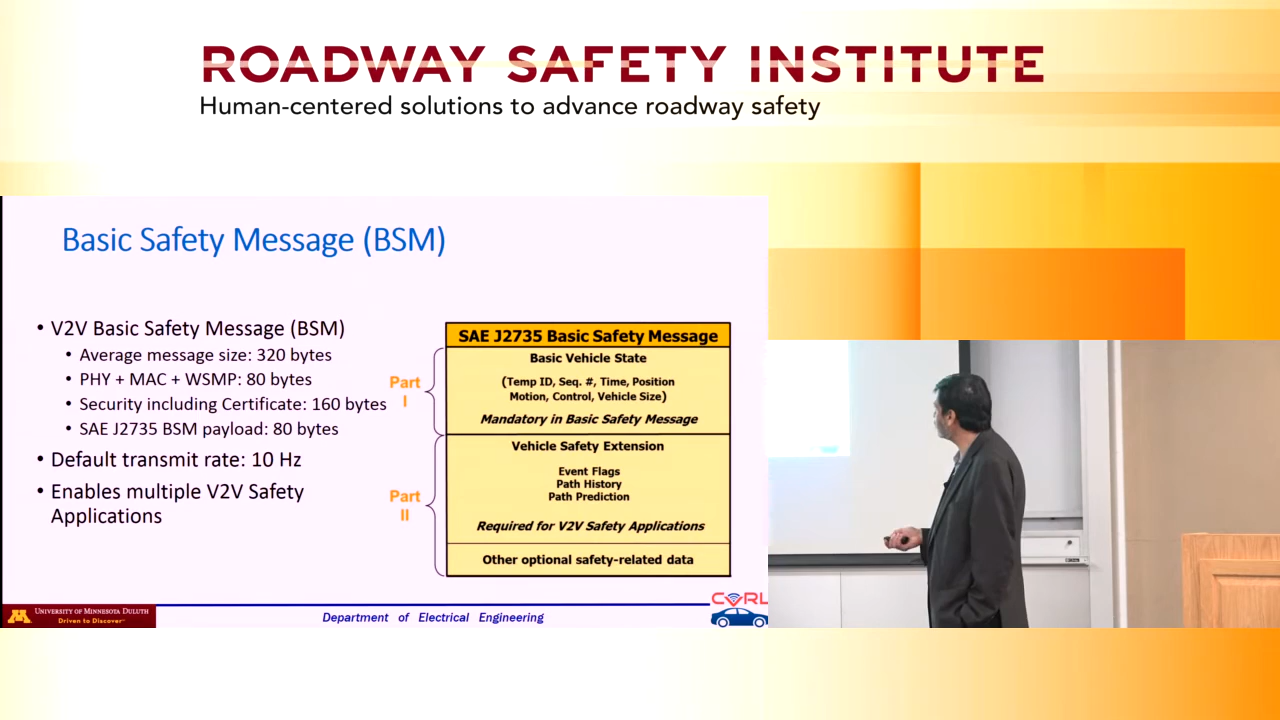 ROADWAY SAFETY INSTITUTE
Human-centered solutions to advance roadway safety
Basic Safety Message (BSM)
• V2V Basic Safety Message (BSM)
• Average message size: 320 bytes
• PHY + MAC + WSMP: 80 bytes
• Security including Certificate: 160 bytes
• SAE J2735 BSM payload: 80 bytes
• Default transmit rate: 10 Hz
• Enables multiple V2V Safety
Applications
SAE J2735 Basic Safety Message
Part
I
Basic Vehicle State
(Temp ID, Seq. #, Time, Position
Motion, Control, Vehicle Size)
Mandatory in Basic Safety Message
Part
II
Vehicle Safety Extension
Event Flags
Path History
Path Prediction
Required for V2V Safety Applications
Other optional safety-related data
M
UNIVERSITY OF MINNESOTA DULUTH
Driven to Discover
Department of Electrical Engineering
CVRL